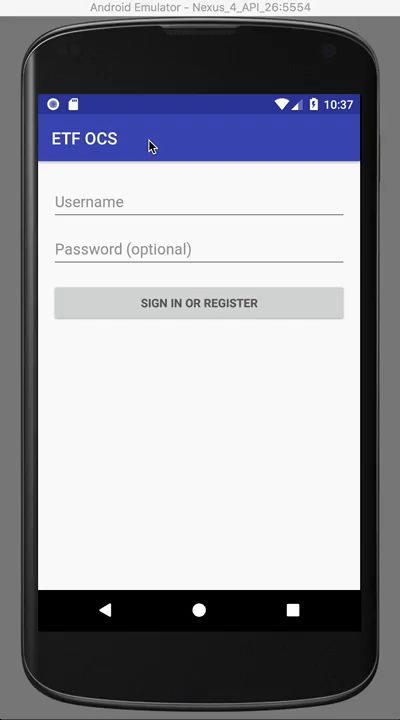 Android Emulator - Nexus_4_API_26:5554
10:37
ETF OCS
Username
Password (optional)
SIGN IN OR REGISTER